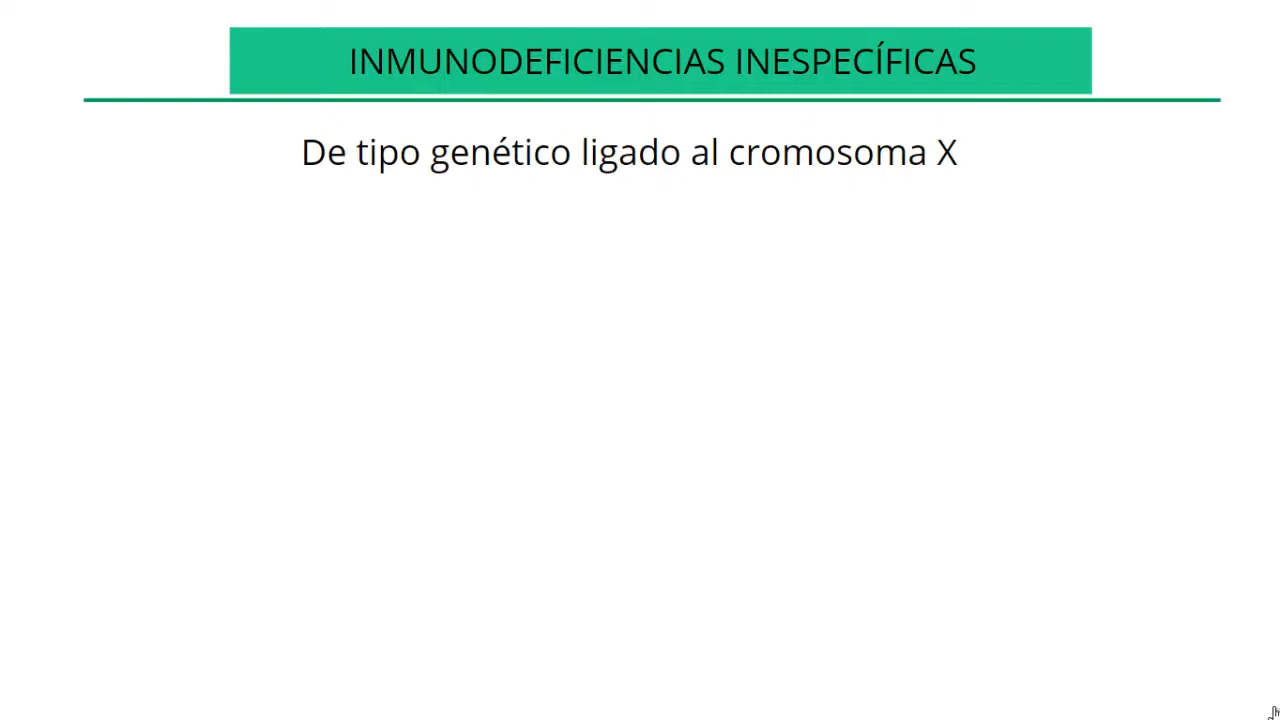 INMUNODEFICIENCIAS INESPECÍFICAS
De tipo genético ligado al cromosoma X